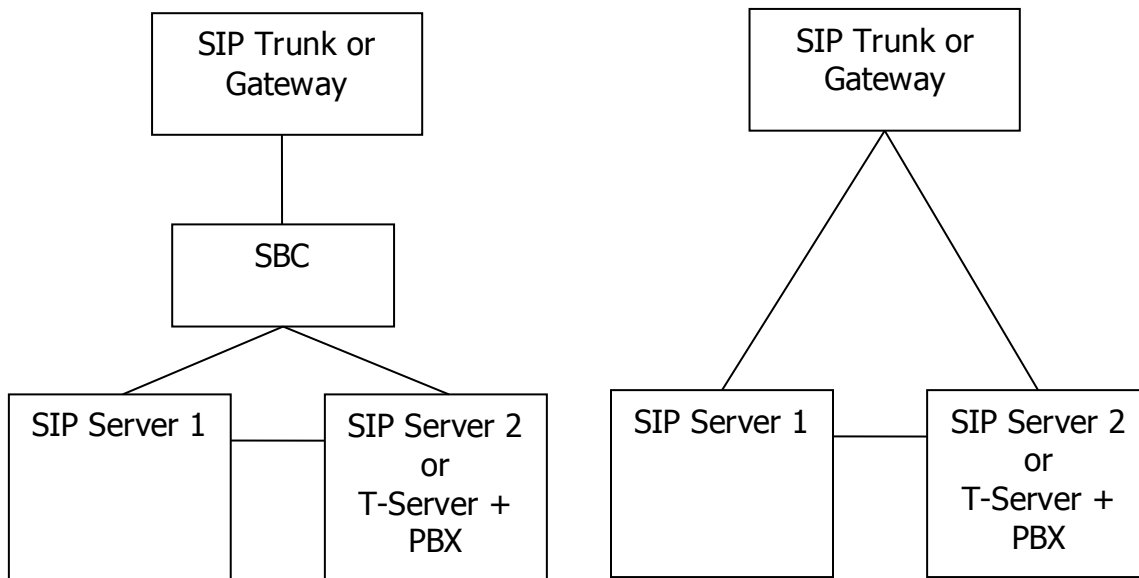 SIP Trunk or
Gateway
SBC
SIP Server 1
SIP Server 2
or
T-Server +
PBX
SIP Trunk or
Gateway
SIP Server 1
SIP Server 2
or
T-Server +
PBX